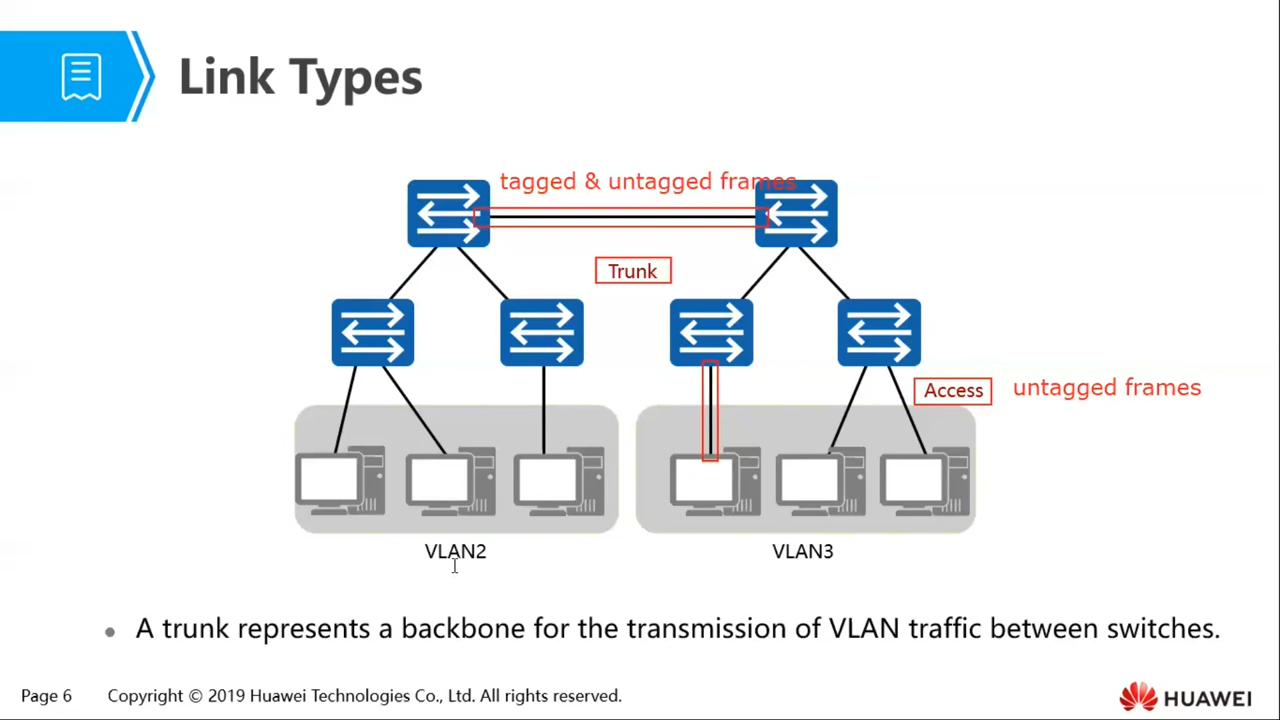 Link Types
tagged & untagged frames
Trunk
Access
untagged frames
VLAN2
VLAN3
• A trunk represents a backbone for the transmission of VLAN traffic between switches.
Page 6
Copyright © 2019 Huawei Technologies Co., Ltd. All rights reserved.
HUAWEI